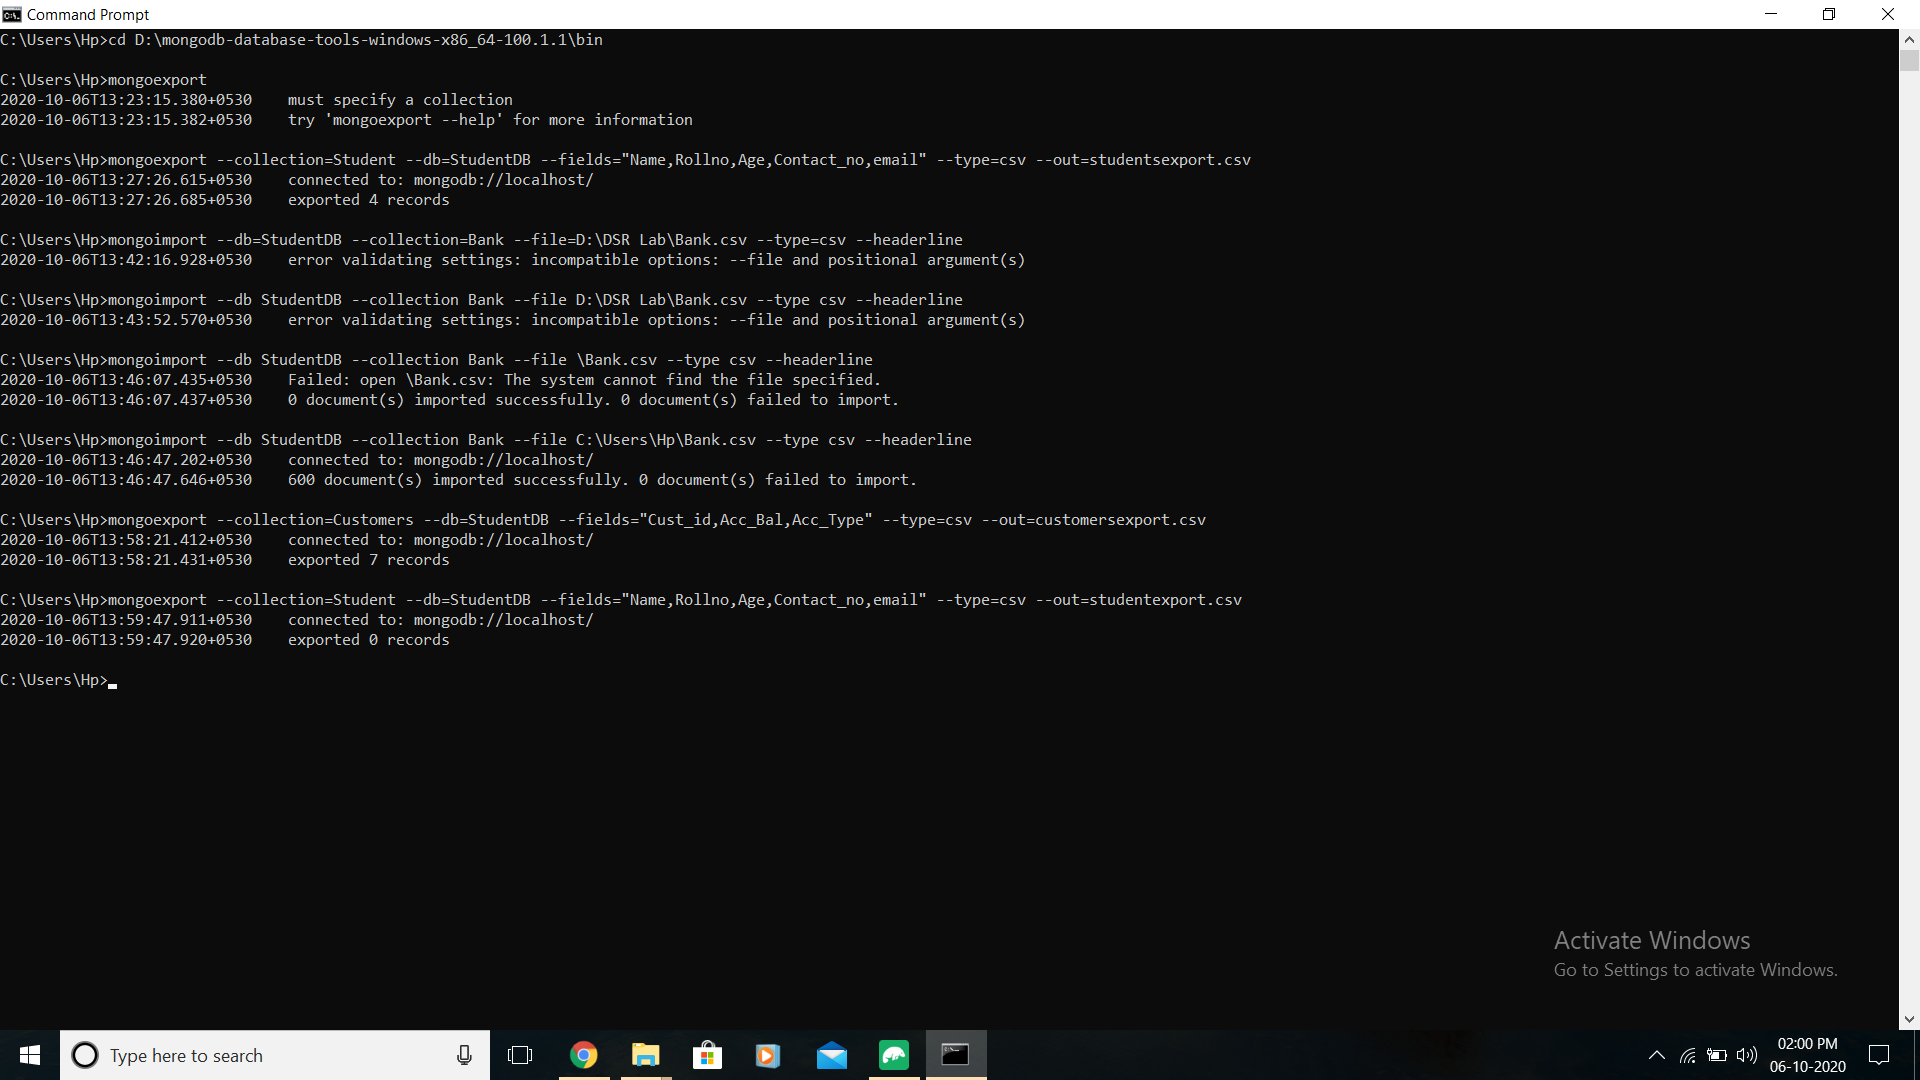 Command Prompt
C:\Users\Hp>cd D:\mongodb-database-tools-windows-x86_64-100.1.1\bin
C:\Users\Hp>mongoexport
2020-10-06T13:23:15.380+0530    must specify a collection
2020-10-06T13:23:15.382+0530    try 'mongoexport --help' for more information
C:\Users\Hp>mongoexport --collection=Student --db=StudentDB --fields="Name,Rollno,Age,Contact_no,email" --type=csv --out=studentsexport.csv
2020-10-06T13:27:26.615+0530    connected to: mongodb://localhost/
2020-10-06T13:27:26.685+0530    exported 4 records
C:\Users\Hp>mongoimport --db=StudentDB --collection=Bank --file=D:\DSR Lab\Bank.csv --type=csv --headerline
2020-10-06T13:42:16.928+0530    error validating settings: incompatible options: --file and positional argument(s)
C:\Users\Hp>mongoimport --db StudentDB --collection Bank --file D:\DSR Lab\Bank.csv --type csv --headerline
2020-10-06T13:43:52.570+0530    error validating settings: incompatible options: --file and positional argument(s)
C:\Users\Hp>mongoimport --db StudentDB --collection Bank --file \Bank.csv --type csv --headerline
2020-10-06T13:46:07.435+0530    Failed: open \Bank.csv: The system cannot find the file specified.
2020-10-06T13:46:07.437+0530    0 document(s) imported successfully. 0 document(s) failed to import.
C:\Users\Hp>mongoimport --db StudentDB --collection Bank --file C:\Users\Hp\Bank.csv --type csv --headerline
2020-10-06T13:46:47.202+0530    connected to: mongodb://localhost/
2020-10-06T13:46:47.646+0530    600 document(s) imported successfully. 0 document(s) failed to import.
C:\Users\Hp>mongoexport --collection=Customers --db=StudentDB --fields="Cust_id,Acc_Bal,Acc_Type" --type=csv --out=customersexport.csv
2020-10-06T13:58:21.412+0530    connected to: mongodb://localhost/
2020-10-06T13:58:21.431+0530    exported 7 records
C:\Users\Hp>mongoexport --collection=Student --db=StudentDB --fields="Name,Rollno,Age,Contact_no,email" --type=csv --out=studentexport.csv
2020-10-06T13:59:47.911+0530    connected to: mongodb://localhost/
2020-10-06T13:59:47.920+0530    exported 0 records
C:\Users\Hp>
Activate Windows
Go to Settings to activate Windows.
Type here to search
02:00 PM
06-10-2020